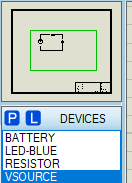 P L DEVICES
BATTERY
LED-BLUE
RESISTOR
VSOURCE